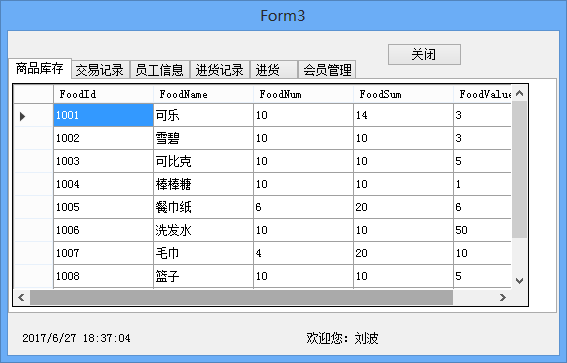 Form3
关闭
商品库存 交易记录 员工信息 进货记录 进货 会员管理
FoodId FoodName FoodNum FoodSum FoodValue
1001 可乐 10 14 3
1002 雪碧 10 10 3
1003 可比克 10 10 5
1004 棒棒糖 10 10 1
1005 餐巾纸 6 20 6
1006 洗发水 10 10 50
1007 毛巾 4 20 10
1008 篮子 10 10 5
2017/6/27 18:37:04 欢迎您：刘波